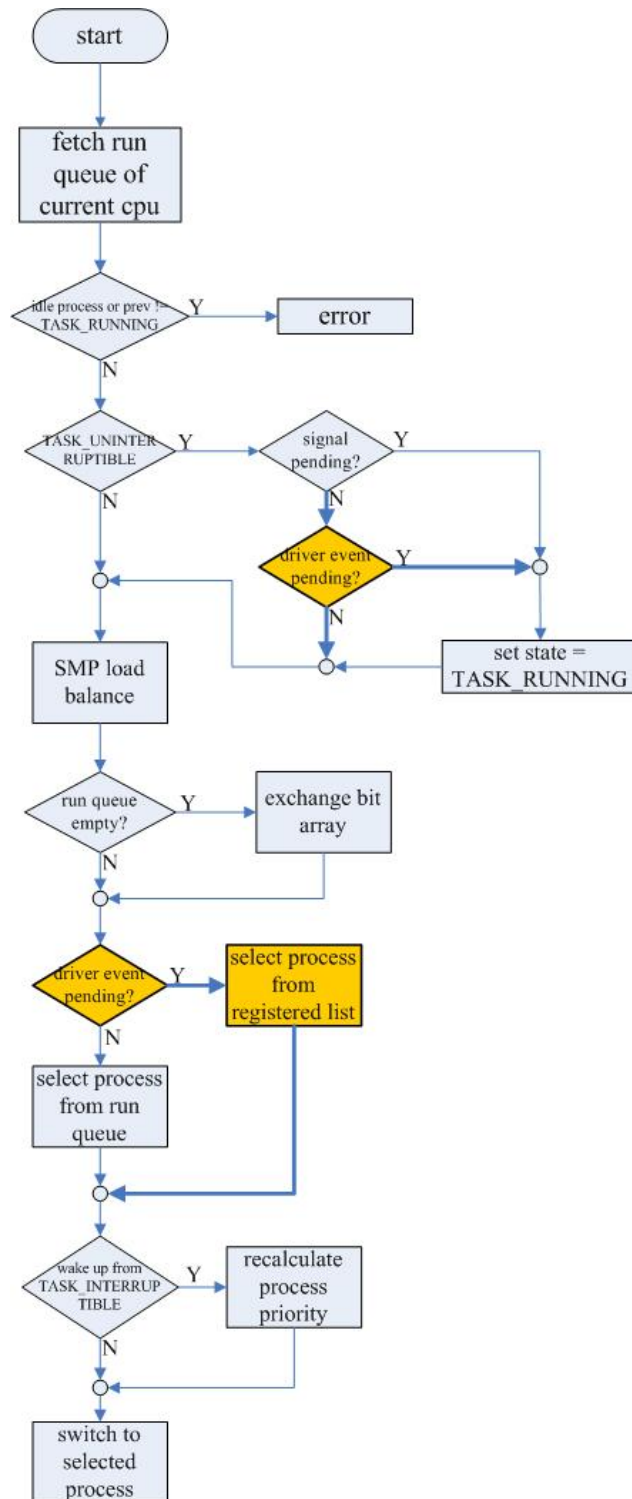 start
fetch run
queue of
current cpu
idle process or prev !=
TASK_RUNNING
Y
error
N
TASK_UNINTER
RUPTIBLE
Y
signal
pending?
Y
N
N
driver event
pending?
Y
N
SMP load
balance
set state =
TASK_RUNNING
run queue
empty?
Y
exchange bit
array
N
driver event
pending?
Y
select process
from
registered list
N
select process
from run
queue
wake up from
TASK_INTERRUP
TIBLE
Y
recalculate
process
priority
N
switch to
selected
process